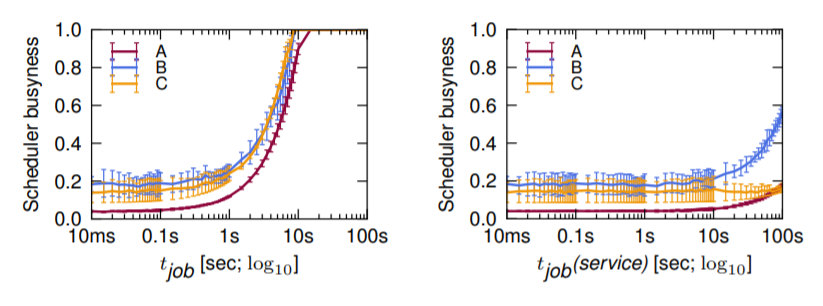 Scheduler busyness
1.0
0.8
0.6
0.4
0.2
0.0
A
B
C
10ms 0.1s 1s 10s 100s
t_job [sec; log₁₀]
Scheduler busyness
1.0
0.8
0.6
0.4
0.2
0.0
A
B
C
10ms 0.1s 1s 10s 100s
t_job(service) [sec; log₁₀]